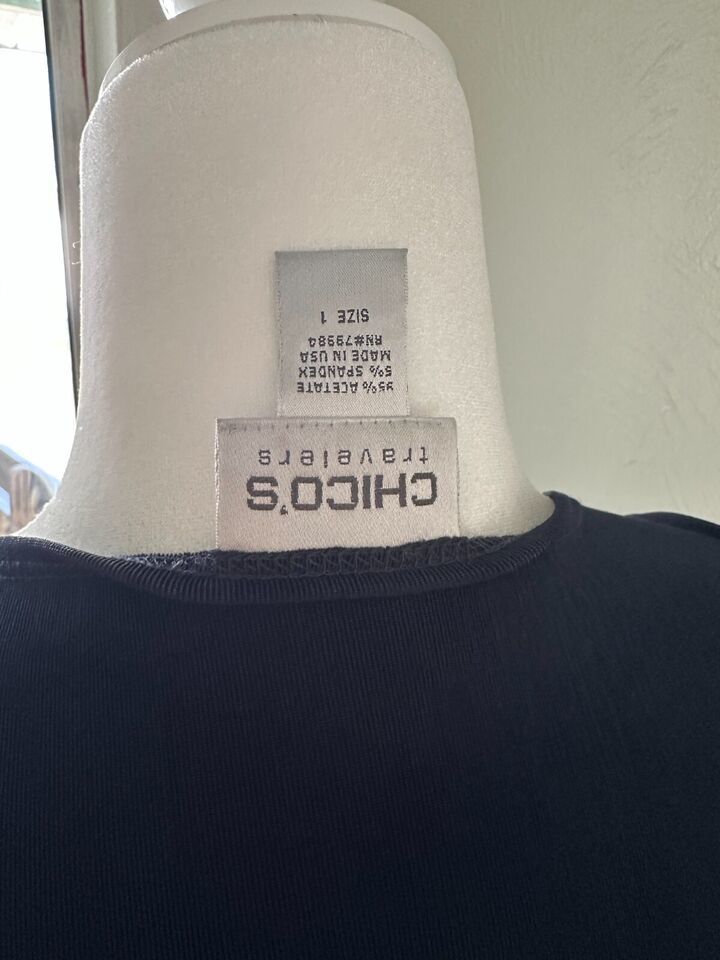 CHICO'S
travelers
95% ACETATE
5% SPANDEX
MADE IN USA
RN#79984
SIZE 1